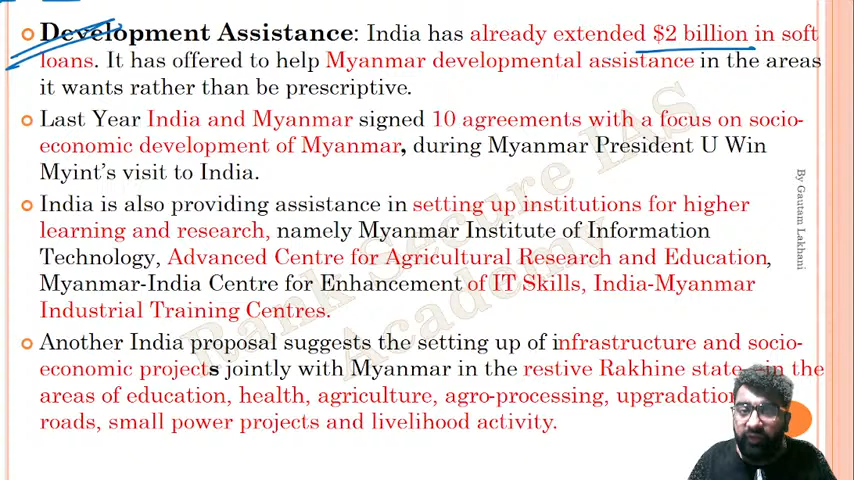 Development Assistance: India has already extended $2 billion in soft
loans. It has offered to help Myanmar developmental assistance in the areas
it wants rather than be prescriptive.
Last Year India and Myanmar signed 10 agreements with a focus on socio-
economic development of Myanmar, during Myanmar President U Win
Myint's visit to India.
India is also providing assistance in setting up institutions for higher
learning and research, namely Myanmar Institute of Information
Technology, Advanced Centre for Agricultural Research and Education,
Myanmar-India Centre for Enhancement of IT Skills, India-Myanmar
Industrial Training Centres.
Another India proposal suggests the setting up of infrastructure and socio-
economic projects jointly with Myanmar in the restive Rakhine state in the
areas of education, health, agriculture, agro-processing,
roads, small power projects and livelihood activity.
By Gautam Lakhani
Rank Secure IAS
Academy